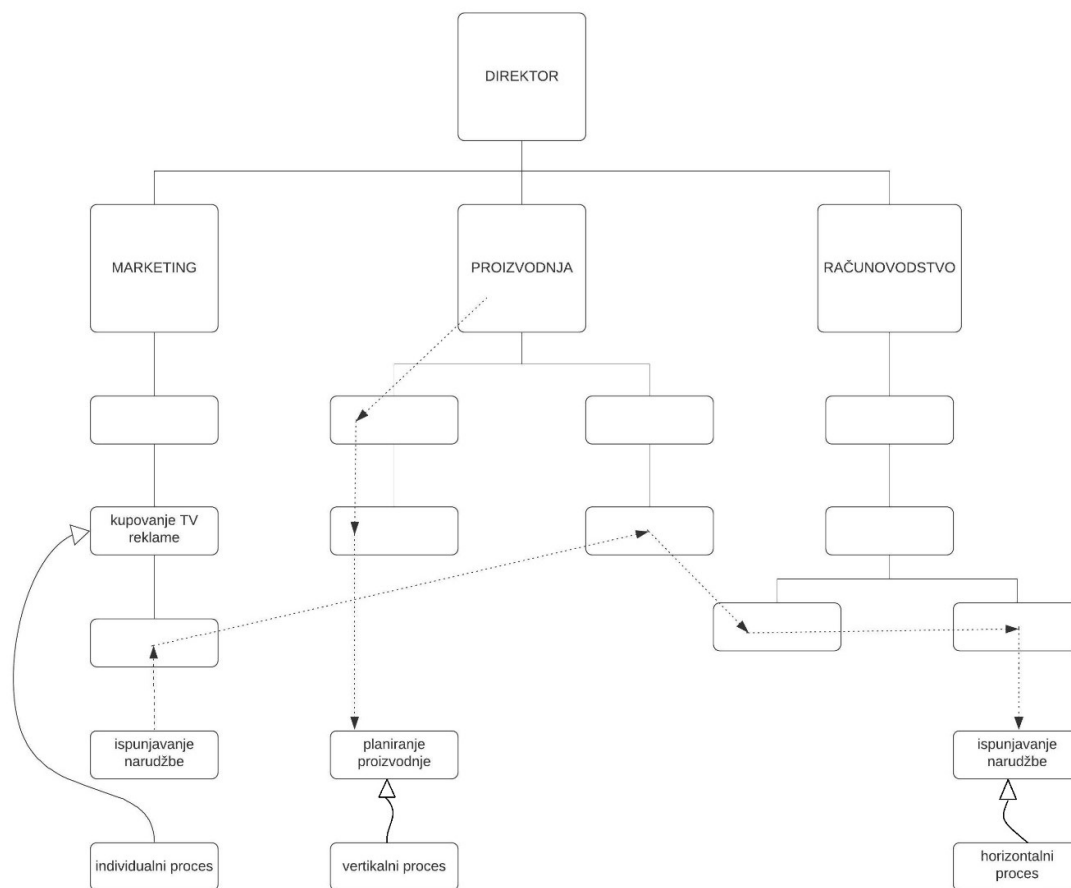 DIREKTOR
MARKETING
PROIZVODNJA
RAČUNOVODSTVO
kupovanje TV
reklame
ispunjavanje
narudžbe
planiranje
proizvodnje
ispunjavanje
narudžbe
individualni proces
vertikalni proces
horizontalni
proces